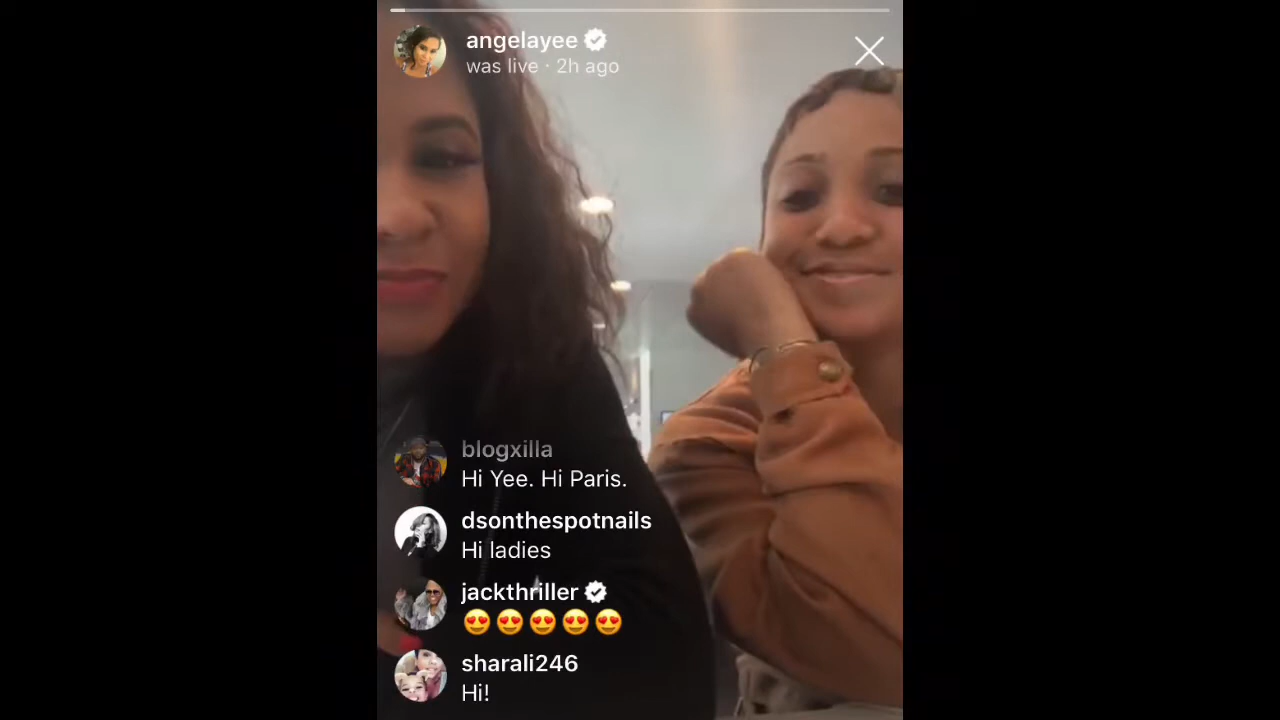 angelayee
was live · 2h ago
blogxilla
Hi Yee. Hi Paris.
dsonthespotnails
Hi ladies
jackthriller
😍😍😍😍😍
sharali246
Hi!